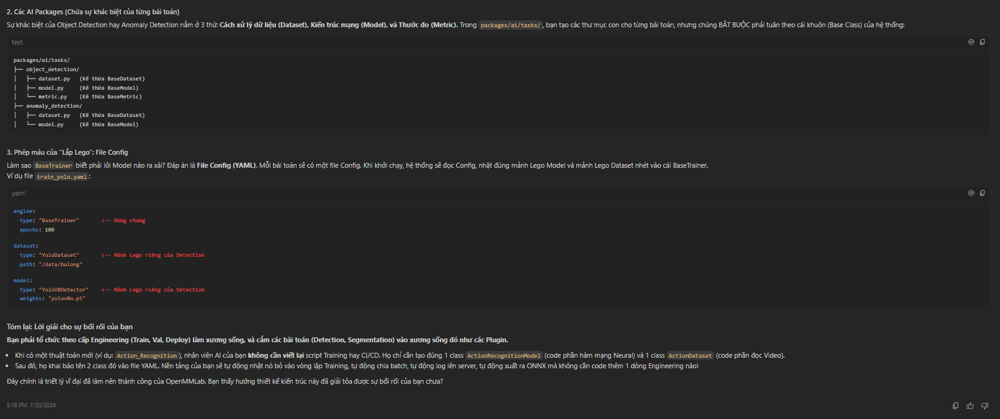 2. Các AI Packages (Chứa sự khác biệt của từng bài toán)
Sự khác biệt của Object Detection hay Anomaly Detection nằm ở 3 thứ: Cách xử lý dữ liệu (Dataset), Kiến trúc mạng (Model), và Thước đo (Metric). Trong packages/ai/tasks/, bạn tạo các thư mục con cho từng bài toán, nhưng chúng BẮT BUỘC phải tuân theo cái khuôn (Base Class) của hệ thống:
text
packages/ai/tasks/
├── object_detection/
│   ├── dataset.py   (Kế thừa BaseDataset)
│   ├── model.py     (Kế thừa BaseModel)
│   └── metric.py    (Kế thừa BaseMetric)
├── anomaly_detection/
│   ├── dataset.py   (Kế thừa BaseDataset)
│   └── model.py     (Kế thừa BaseModel)
3. Phép màu của "Lắp Lego": File Config
Làm sao BaseTrainer biết phải lôi Model nào ra xài? Đáp án là File Config (YAML). Mỗi bài toán sẽ có một file Config. Khi khởi chạy, hệ thống sẽ đọc Config, nhặt đúng mảnh Lego Model và mảnh Lego Dataset nhét vào cái BaseTrainer.
Ví dụ file train_yolo.yaml:
yaml
engine:
  type: "BaseTrainer"      <-- Dùng chung
  epochs: 100
dataset:
  type: "YoloDataset"      <-- Mảnh Lego riêng của Detection
  path: "/data/bulong"
model:
  type: "YoloV8Detector"   <-- Mảnh Lego riêng của Detection
  weights: "yolov8n.pt"
Tóm lại: Lời giải cho sự bối rối của bạn
Bạn phải tổ chức theo cấp Engineering (Train, Val, Deploy) làm xương sống, và cắm các bài toán (Detection, Segmentation) vào xương sống đó như các Plugin.
• Khi có một thuật toán mới (ví dụ: Action_Recognition), nhân viên AI của bạn không cần viết lại script Training hay CI/CD. Họ chỉ cần tạo đúng 1 class ActionRecognitionModel (code phần hàm mạng Neural) và 1 class ActionDataset (code phần đọc Video).
• Sau đó, họ khai báo tên 2 class đó vào file YAML. Nền tảng của bạn sẽ tự động nhặt nó bỏ vào vòng lặp Training, tự động chia batch, tự động log lên server, tự động xuất ra ONNX mà không cần code thêm 1 dòng Engineering nào!
Đây chính là triết lý vĩ đại đã làm nên thành công của OpenMMLab. Bạn thấy hướng thiết kế kiến trúc này đã giải tỏa được sự bối rối của bạn chưa?
5:16 PM, 7/20/2026